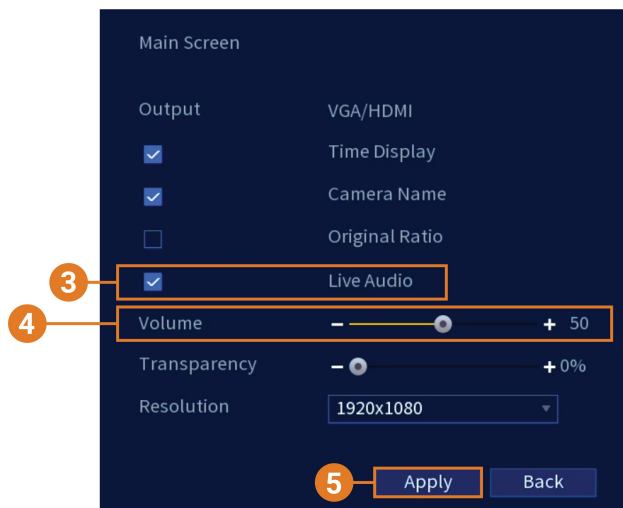 Main Screen
Output VGA/HDMI
Time Display
Camera Name
Original Ratio
3 Live Audio
4 Volume − + 50
Transparency − + 0%
Resolution 1920x1080
5 Apply Back